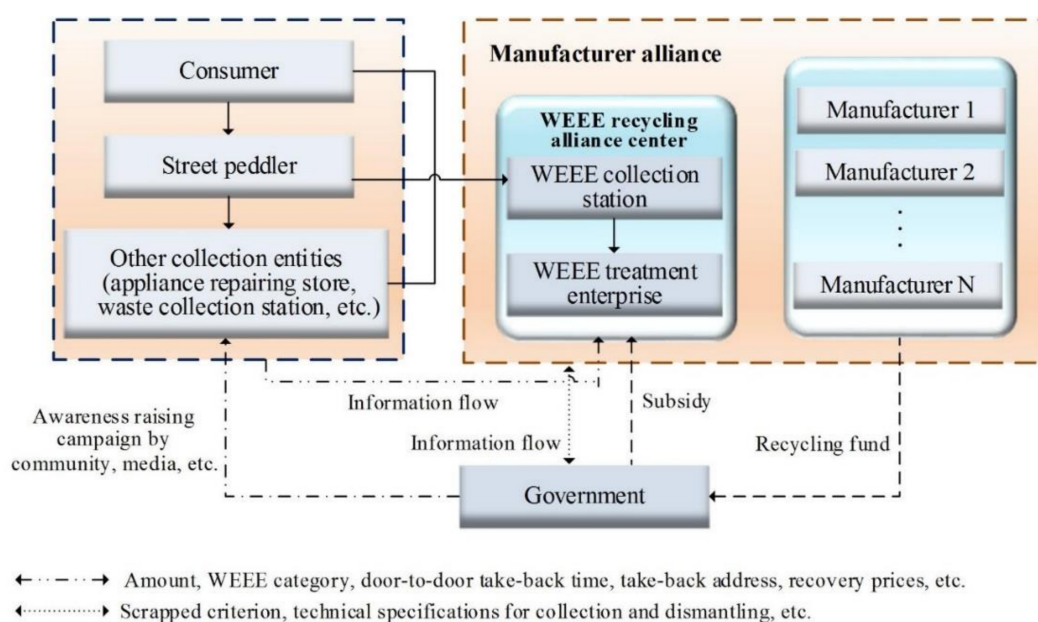 Consumer
Street peddler
Other collection entities
(appliance repairing store,
waste collection station, etc.)
Manufacturer alliance
WEEE recycling
alliance center
WEEE collection
station
WEEE treatment
enterprise
Manufacturer 1
Manufacturer 2
⋮
Manufacturer N
Awareness raising
campaign by
community, media, etc.
Information flow
Information flow
Subsidy
Recycling fund
Government
Amount, WEEE category, door-to-door take-back time, take-back address, recovery prices, etc.
Scrapped criterion, technical specifications for collection and dismantling, etc.